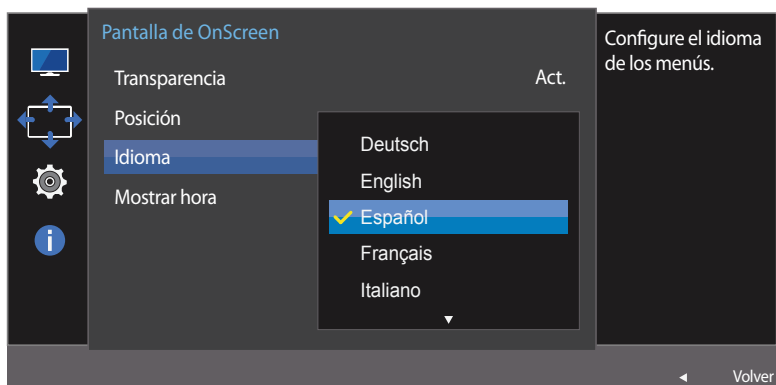 Pantalla de OnScreen
Transparencia Act.
Posición
Idioma
Mostrar hora
Deutsch
English
Español
Français
Italiano
Configure el idioma
de los menús.
Volver